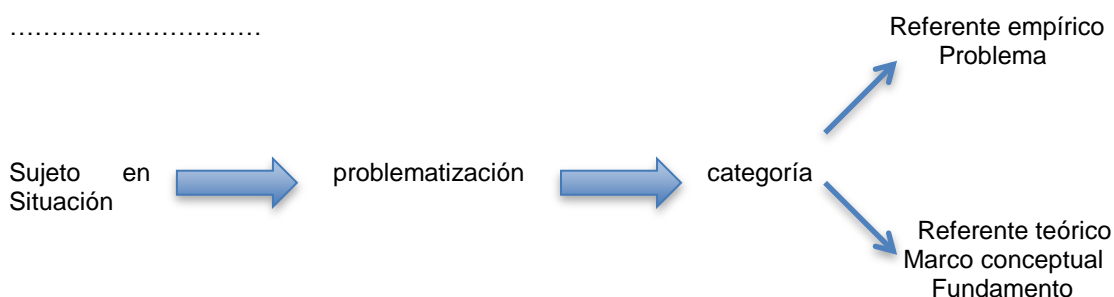 …………………………
Referente empírico
Problema
Sujeto en
Situación
problematización
categoría
Referente teórico
Marco conceptual
Fundamento